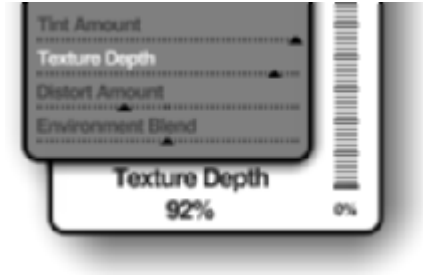 Tint Amount
Texture Depth
Distort Amount
Environment Blend
Texture Depth
92%
0%